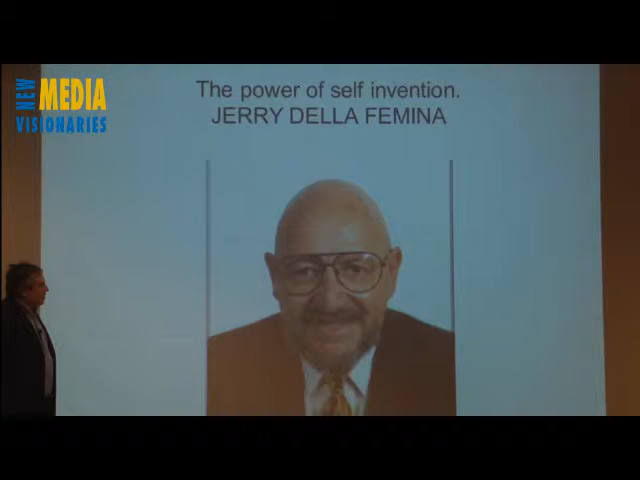 NEW MEDIA
VISIONARIES
The power of self invention.
JERRY DELLA FEMINA